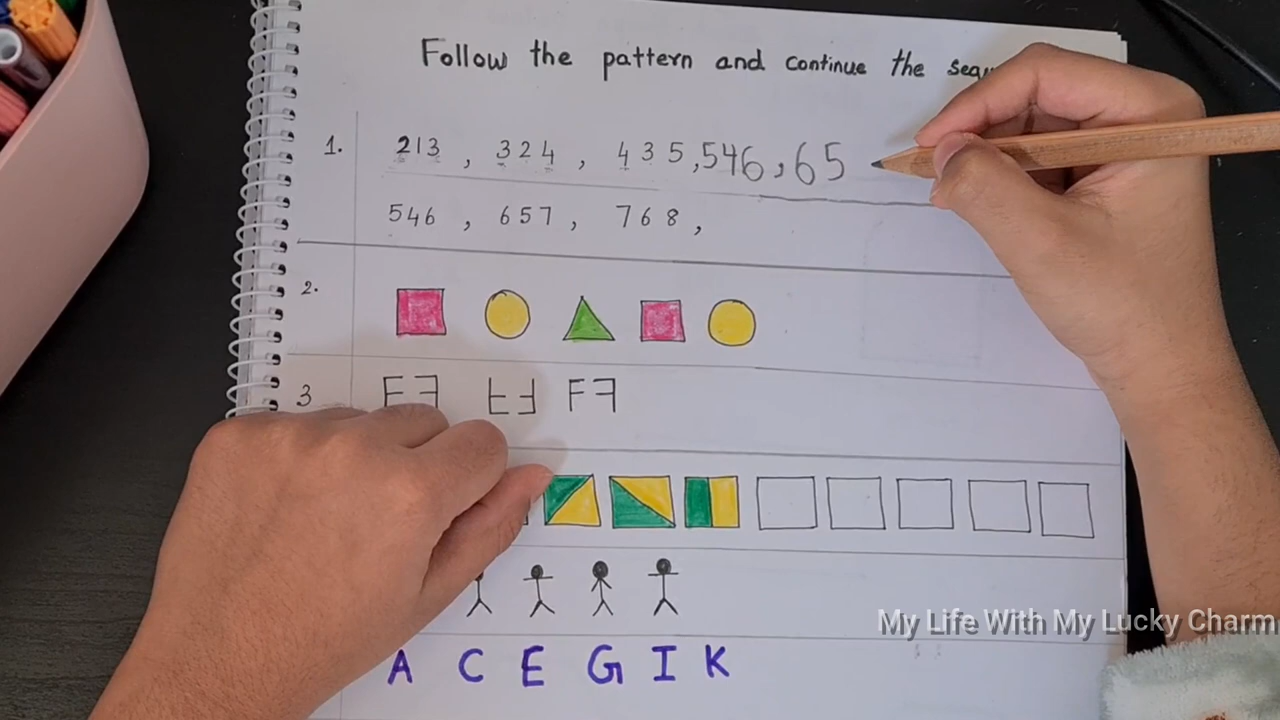 Follow the pattern and continue the
1. 213 , 324 , 435 , 546 , 65
546 , 657 , 768 ,
2.
3
A C E G I K
My Life With My Lucky Charm